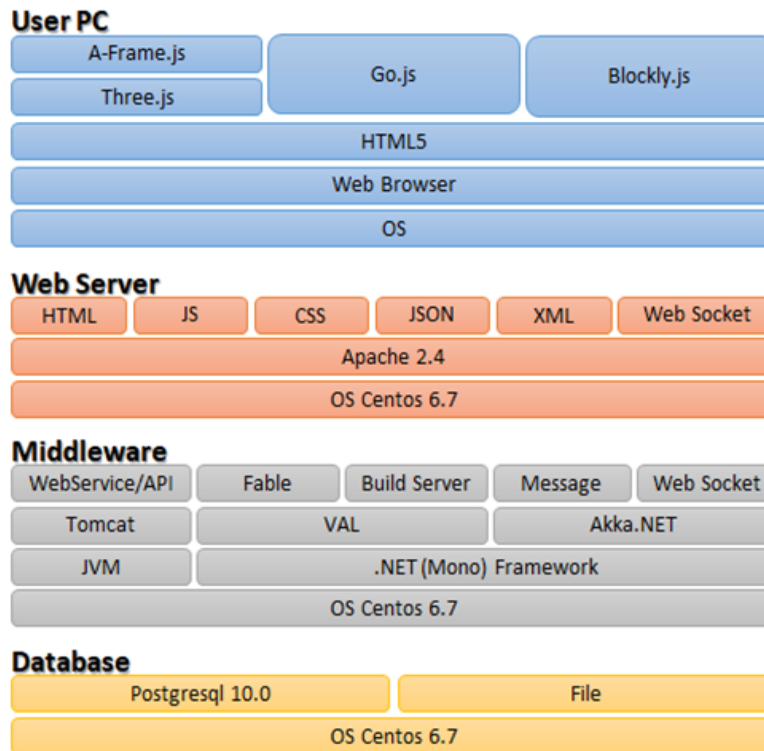 User PC
A-Frame.js
Go.js
Blockly.js
Three.js
HTML5
Web Browser
OS
Web Server
HTML
JS
CSS
JSON
XML
Web Socket
Apache 2.4
OS Centos 6.7
Middleware
WebService/API
Fable
Build Server
Message
Web Socket
Tomcat
VAL
Akka.NET
JVM
.NET (Mono) Framework
OS Centos 6.7
Database
Postgresql 10.0
File
OS Centos 6.7